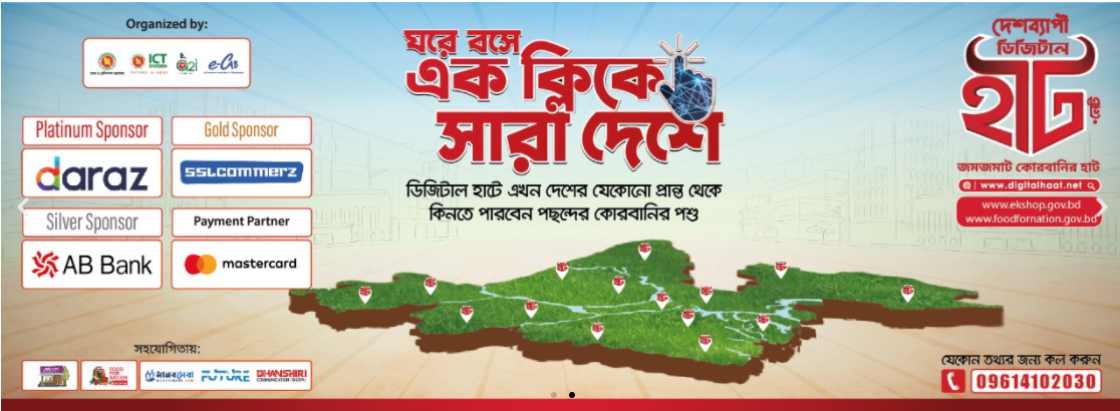 Organized by:
ICT
a2i
e-Cab
Platinum Sponsor
Gold Sponsor
daraz
SSLCOMMERZ
Silver Sponsor
Payment Partner
AB Bank
mastercard
সহযোগিতায়:
FUTURE
DHANSHIRI
ঘরে বসে
এক ক্লিকে
সারা দেশে
ডিজিটাল হাটে এখন দেশের যেকোনো প্রান্ত থেকে
কিনতে পারবেন পছন্দের কোরবানির পশু
দেশব্যাপী
ডিজিটাল
হাট
জমজমাট কোরবানির হাট
www.digitalhaat.net
www.ekshop.gov.bd
www.foodfornation.gov.bd
যেকোন তথ্যের জন্য কল করুন
09614102030